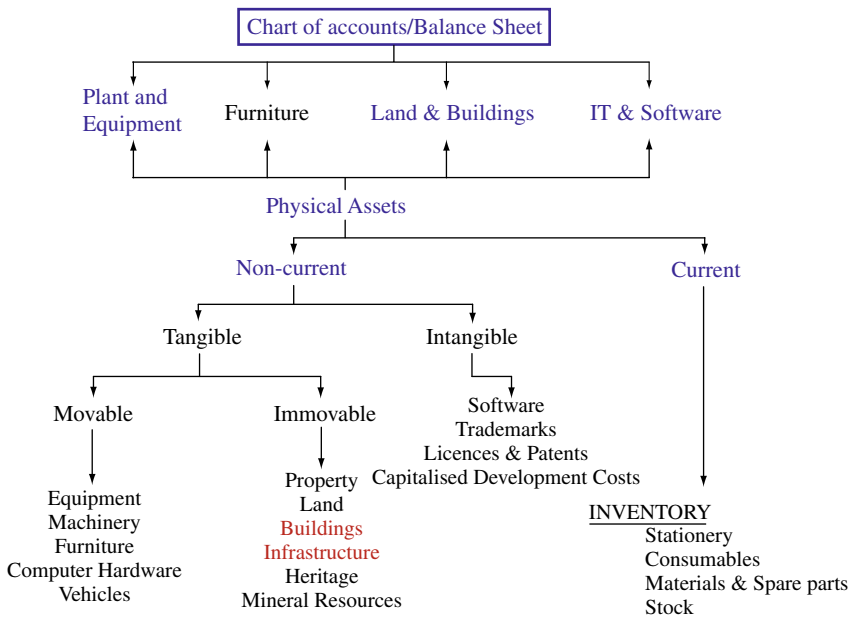 Chart of accounts/Balance Sheet
Plant and
Equipment
Furniture
Land & Buildings
IT & Software
Physical Assets
Non-current
Current
Tangible
Intangible
Movable
Immovable
Software
Trademarks
Licences & Patents
Capitalised Development Costs
Equipment
Machinery
Furniture
Computer Hardware
Vehicles
Property
Land
Buildings
Infrastructure
Heritage
Mineral Resources
INVENTORY
Stationery
Consumables
Materials & Spare parts
Stock